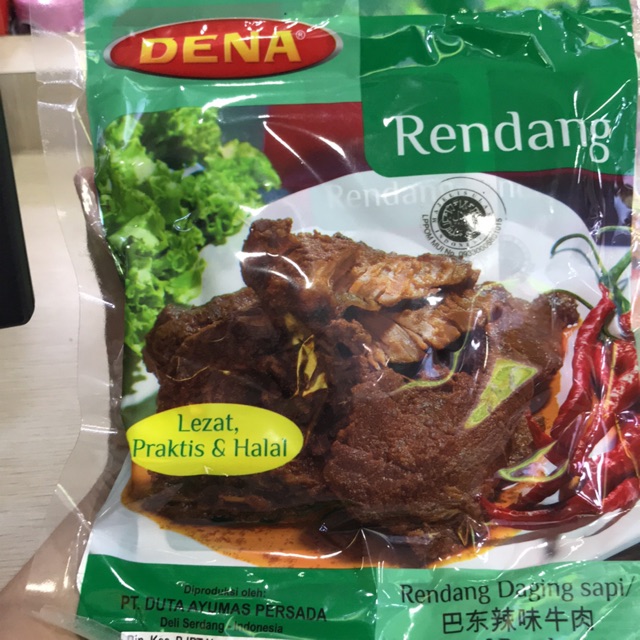 DENA®
Rendang
Rendang
Lezat,
Praktis & Halal
Diproduksi oleh:
PT. DUTA AYUMAS PERSADA
Deli Serdang - Indonesia
Rendang Daging sapi/
巴东辣味牛肉